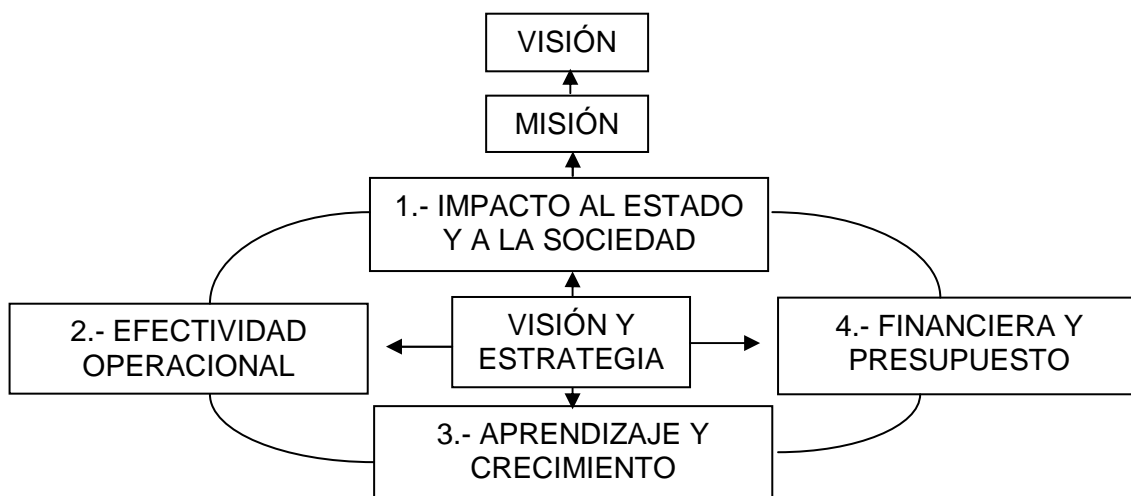 VISIÓN
MISIÓN
1.- IMPACTO AL ESTADO
Y A LA SOCIEDAD
2.- EFECTIVIDAD
OPERACIONAL
VISIÓN Y
ESTRATEGIA
4.- FINANCIERA Y
PRESUPUESTO
3.- APRENDIZAJE Y
CRECIMIENTO